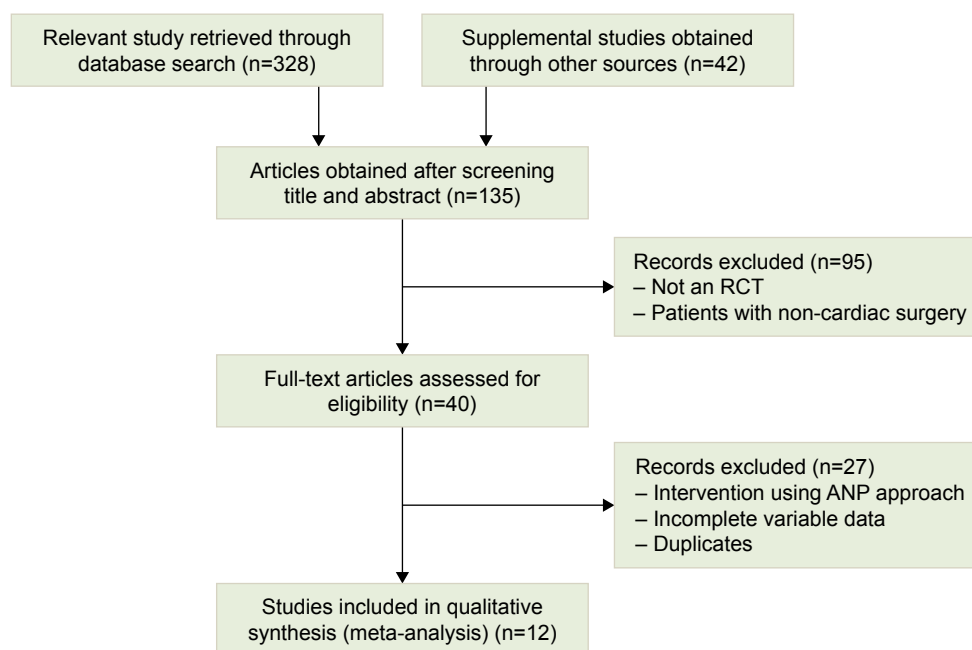 Relevant study retrieved through
database search (n=328)
Supplemental studies obtained
through other sources (n=42)
Articles obtained after screening
title and abstract (n=135)
Records excluded (n=95)
– Not an RCT
– Patients with non-cardiac surgery
Full-text articles assessed for
eligibility (n=40)
Records excluded (n=27)
– Intervention using ANP approach
– Incomplete variable data
– Duplicates
Studies included in qualitative
synthesis (meta-analysis) (n=12)